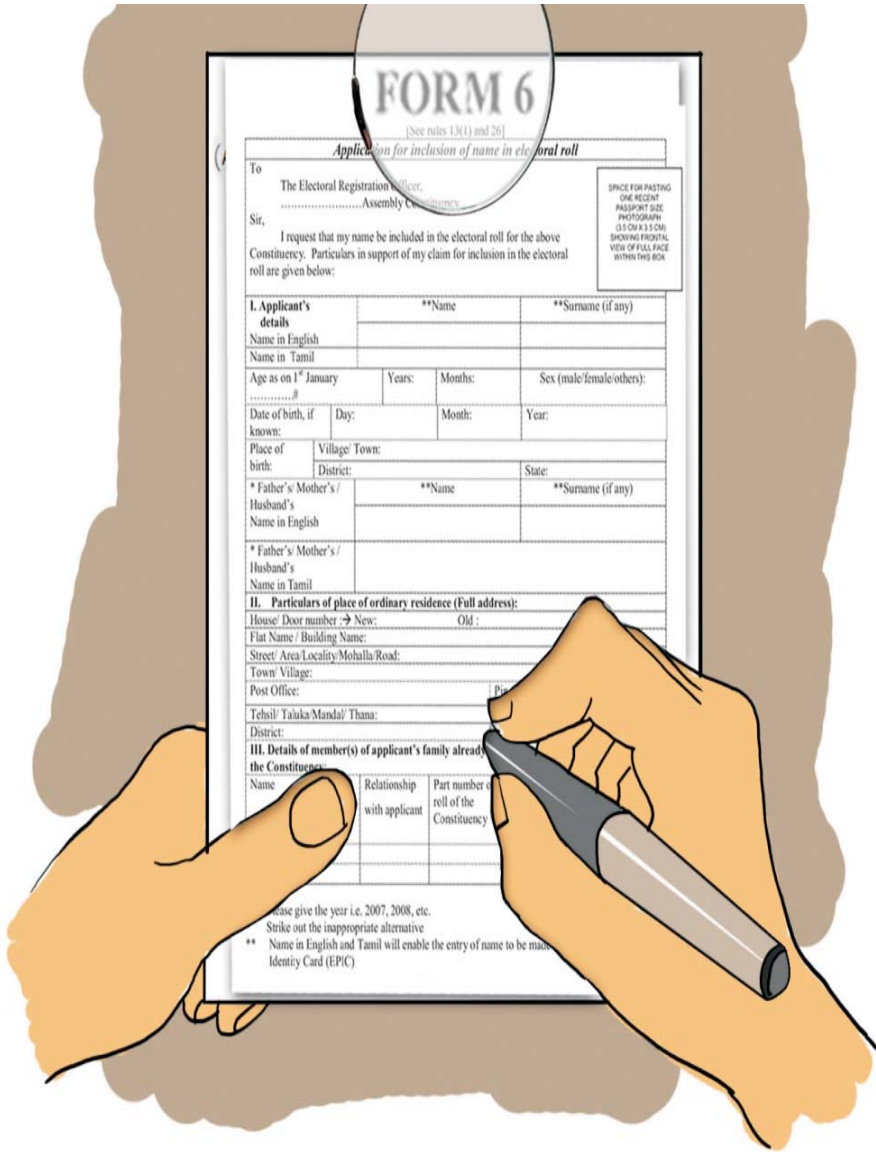 FORM 6
[See rules 13(1) and 26]
Application for inclusion of name in electoral roll
To
The Electoral Registration Officer,
.....................Assembly Constituency
Sir,
I request that my name be included in the electoral roll for the above
Constituency. Particulars in support of my claim for inclusion in the electoral
roll are given below:
SPACE FOR PASTING
ONE RECENT
PASSPORT SIZE
PHOTOGRAPH
(3.5 CM X 3.5 CM)
SHOWING FRONTAL
VIEW OF FULL FACE
WITHIN THIS BOX
I. Applicant's
details
**Name **Surname (if any)
Name in English
Name in Tamil
Age as on 1st January
............#
Years: Months: Sex (male/female/others):
Date of birth, if
known:
Day: Month: Year:
Place of
birth:
Village/ Town:
District: State:
* Father's/ Mother's /
Husband's
Name in English
**Name **Surname (if any)
* Father's/ Mother's /
Husband's
Name in Tamil
II. Particulars of place of ordinary residence (Full address):
House/ Door number :→ New: Old :
Flat Name / Building Name:
Street/ Area/Locality/Mohalla/Road:
Town/ Village:
Post Office:
Tehsil/ Taluka/Mandal/ Thana:
District:
III. Details of member(s) of applicant's family already
the Constituency:
Name
Relationship
with applicant
Part number
roll of the
Constituency
Please give the year i.e. 2007, 2008, etc.
Strike out the inappropriate alternative
** Name in English and Tamil will enable the entry of name to be made
Identity Card (EPIC)